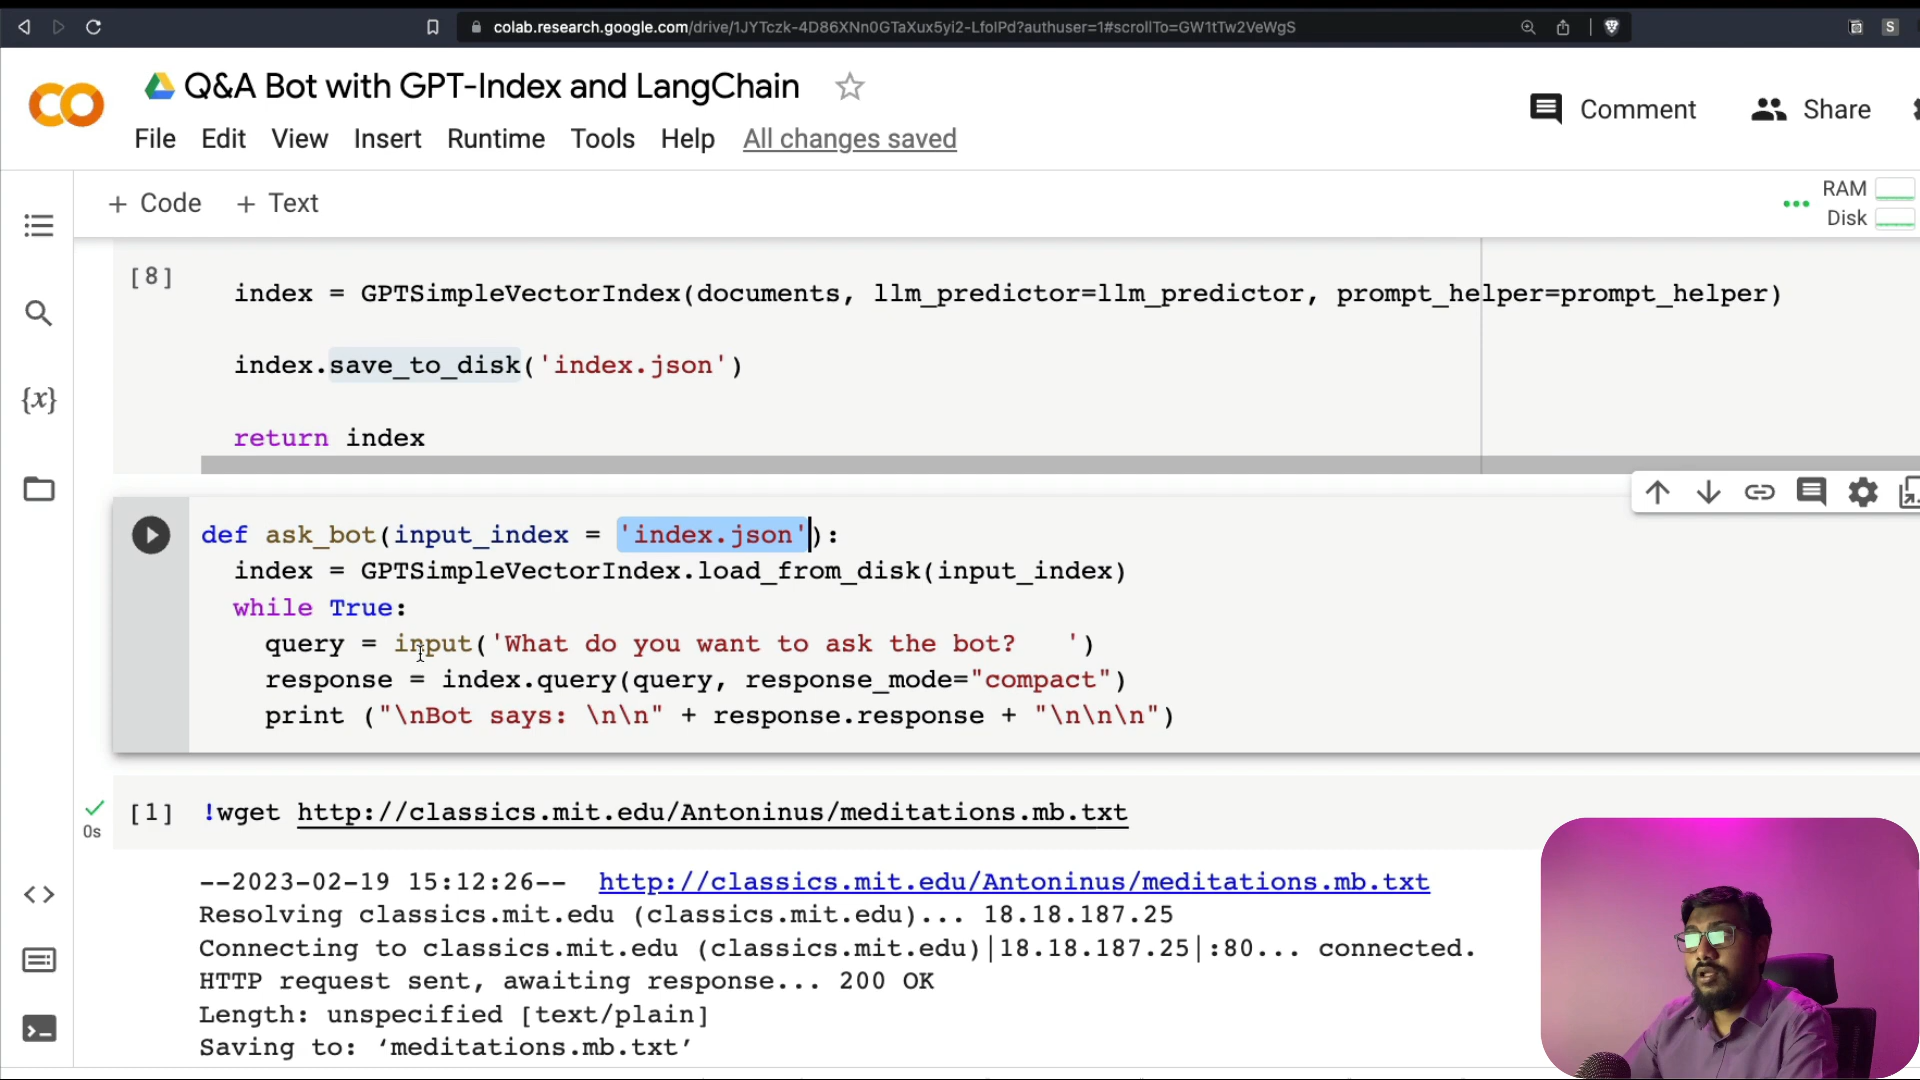 colab.research.google.com/drive/1JYTczk-4D86XNn0GTaXux5yi2-LfoIPd?authuser=1#scrollTo=GW1tTw2VeWgS
S
Q&A Bot with GPT-Index and LangChain
Comment
Share
File Edit View Insert Runtime Tools Help All changes saved
+ Code + Text
RAM
Disk
[8]
index = GPTSimpleVectorIndex(documents, llm_predictor=llm_predictor, prompt_helper=prompt_helper)
index.save_to_disk('index.json')
return index
{x}
def ask_bot(input_index = 'index.json'):
index = GPTSimpleVectorIndex.load_from_disk(input_index)
while True:
query = input('What do you want to ask the bot?   ')
response = index.query(query, response_mode="compact")
print ("\nBot says: \n\n" + response.response + "\n\n\n")
[1] !wget http://classics.mit.edu/Antoninus/meditations.mb.txt
0s
--2023-02-19 15:12:26--  http://classics.mit.edu/Antoninus/meditations.mb.txt
Resolving classics.mit.edu (classics.mit.edu)... 18.18.187.25
Connecting to classics.mit.edu (classics.mit.edu)|18.18.187.25|:80... connected.
HTTP request sent, awaiting response... 200 OK
Length: unspecified [text/plain]
Saving to: ‘meditations.mb.txt’